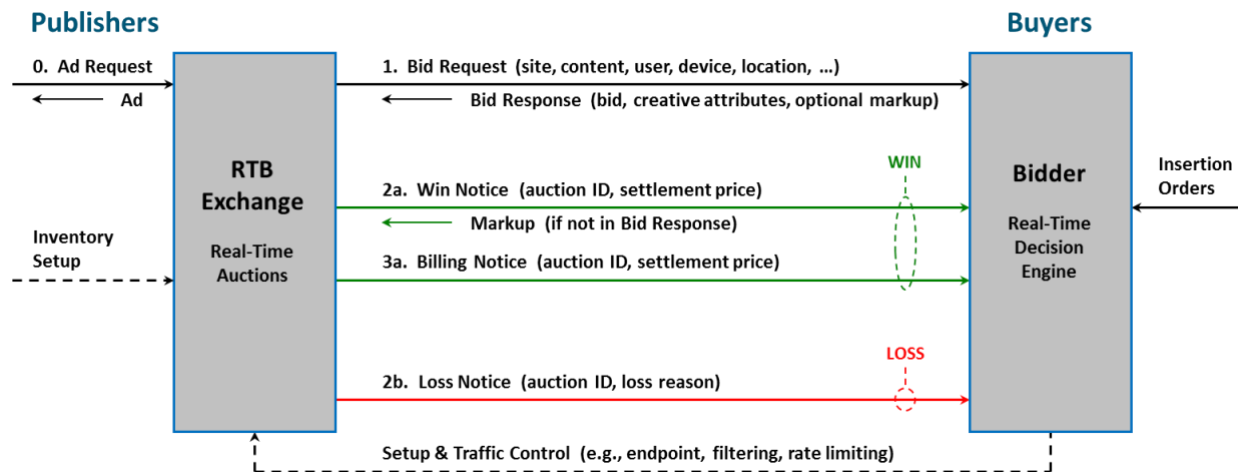 Publishers
Buyers
0. Ad Request
1. Bid Request (site, content, user, device, location, ...)
Ad
Bid Response (bid, creative attributes, optional markup)
RTB
Exchange
Real-Time
Auctions
WIN
Bidder
Real-Time
Decision
Engine
Insertion
Orders
2a. Win Notice (auction ID, settlement price)
Markup (if not in Bid Response)
Inventory
Setup
3a. Billing Notice (auction ID, settlement price)
LOSS
2b. Loss Notice (auction ID, loss reason)
Setup & Traffic Control (e.g., endpoint, filtering, rate limiting)